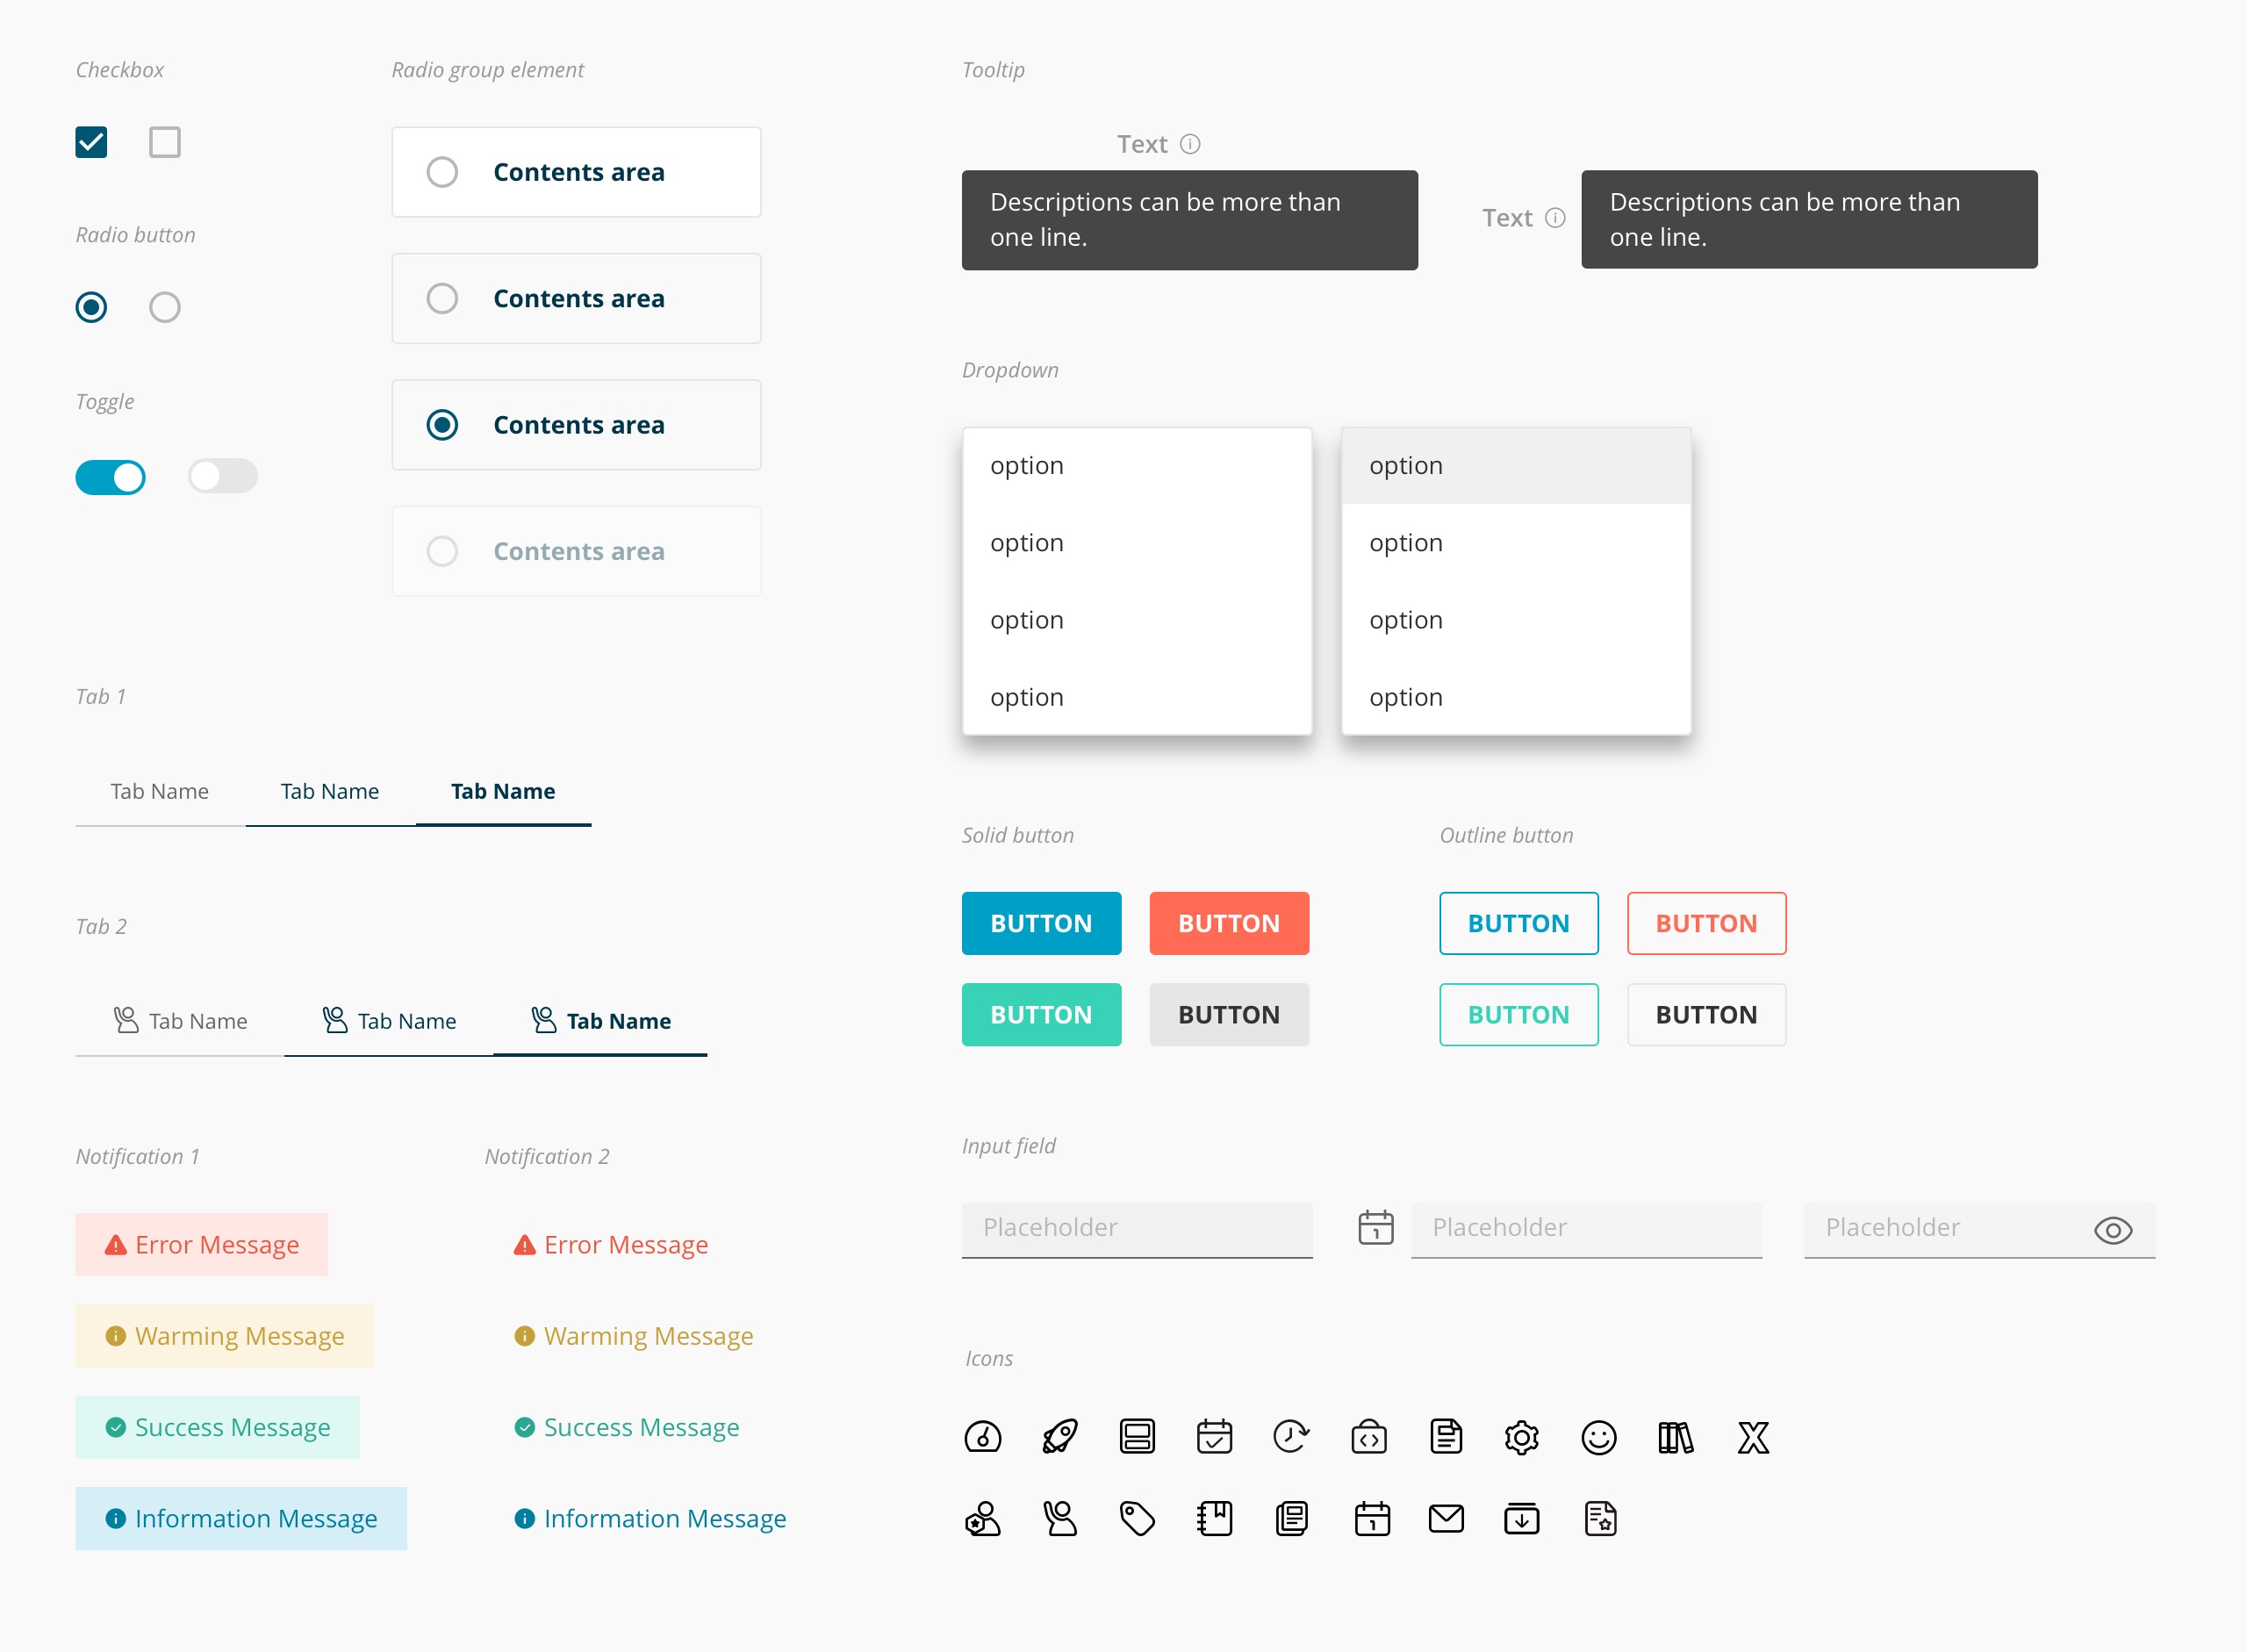 Checkbox
Radio button
Toggle
Radio group element
Contents area
Contents area
Contents area
Contents area
Tab 1
Tab Name Tab Name Tab Name
Tab 2
Tab Name Tab Name Tab Name
Notification 1
Error Message
Warming Message
Success Message
Information Message
Notification 2
Error Message
Warming Message
Success Message
Information Message
Tooltip
Text
Descriptions can be more than
one line.
Text
Descriptions can be more than
one line.
Dropdown
option
option
option
option
option
option
option
option
Solid button
BUTTON BUTTON
BUTTON BUTTON
Outline button
BUTTON BUTTON
BUTTON BUTTON
Input field
Placeholder Placeholder Placeholder
Icons